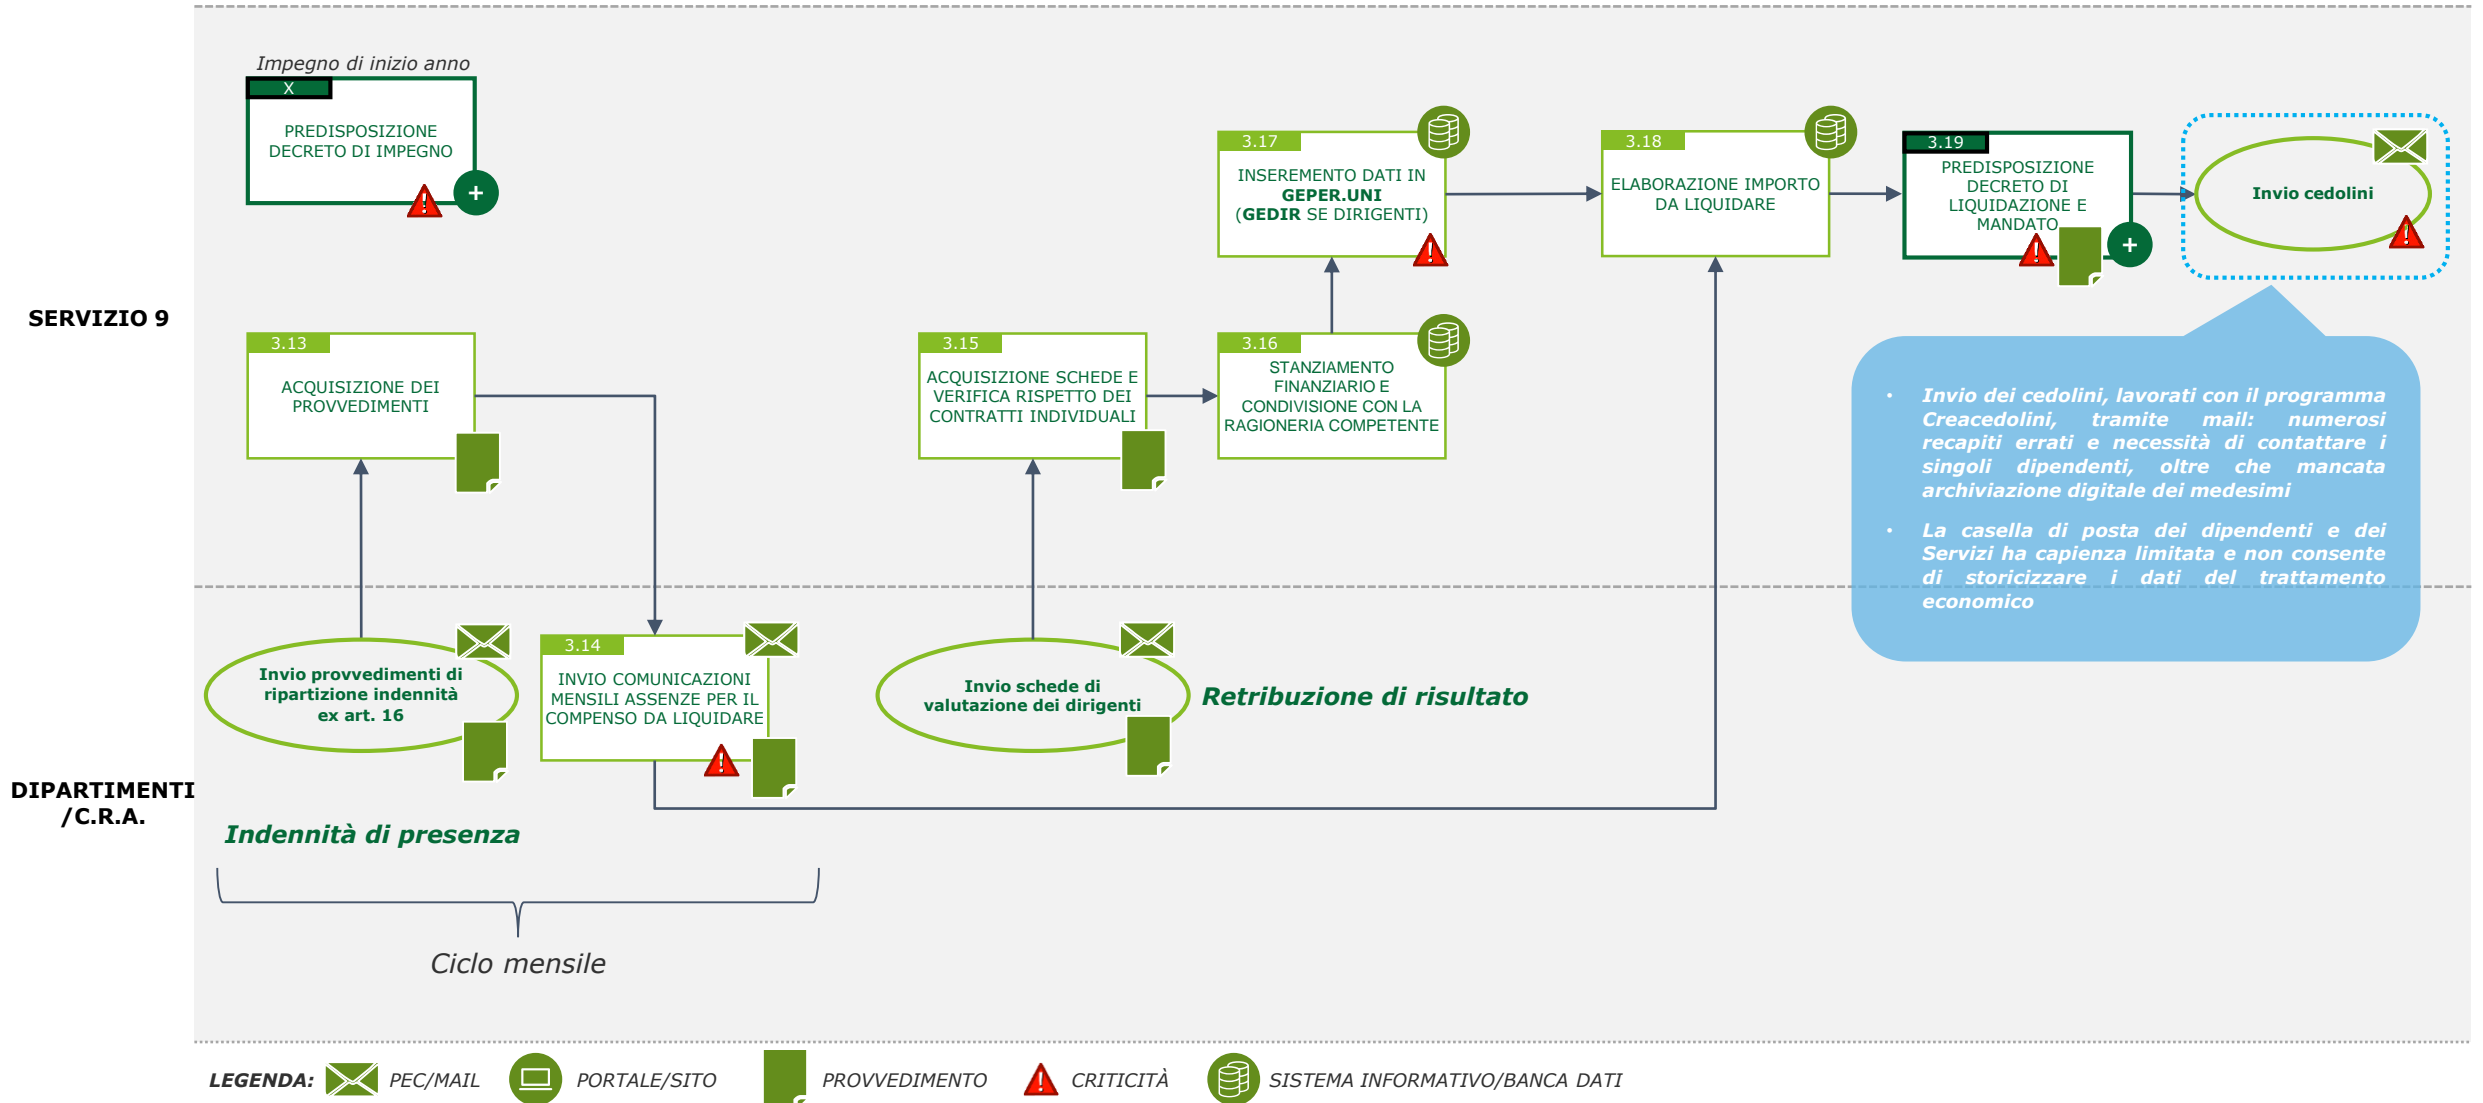 Impegno di inizio anno
X
PREDISPOSIZIONE
DECRETO DI IMPEGNO
+
3.17
INSEREMENTO DATI IN
GEPER.UNI
(GEDIR SE DIRIGENTI)
3.18
ELABORAZIONE IMPORTO
DA LIQUIDARE
3.19
PREDISPOSIZIONE
DECRETO DI
LIQUIDAZIONE E
MANDATO
+
Invio cedolini
SERVIZIO 9
3.13
ACQUISIZIONE DEI
PROVVEDIMENTI
3.15
ACQUISIZIONE SCHEDE E
VERIFICA RISPETTO DEI
CONTRATTI INDIVIDUALI
3.16
STANZIAMENTO
FINANZIARIO E
CONDIVISIONE CON LA
RAGIONERIA COMPETENTE
• Invio dei cedolini, lavorati con il programma
Creacedolini, tramite mail: numerosi
recapiti errati e necessità di contattare i
singoli dipendenti, oltre che mancata
archiviazione digitale dei medesimi
• La casella di posta dei dipendenti e dei
Servizi ha capienza limitata e non consente
di storicizzare i dati del trattamento
economico
Invio provvedimenti di
ripartizione indennità
ex art. 16
3.14
INVIO COMUNICAZIONI
MENSILI ASSENZE PER IL
COMPENSO DA LIQUIDARE
Invio schede di
valutazione dei dirigenti
Retribuzione di risultato
DIPARTIMENTI
/C.R.A.
Indennità di presenza
Ciclo mensile
LEGENDA: PEC/MAIL PORTALE/SITO PROVVEDIMENTO CRITICITÀ SISTEMA INFORMATIVO/BANCA DATI